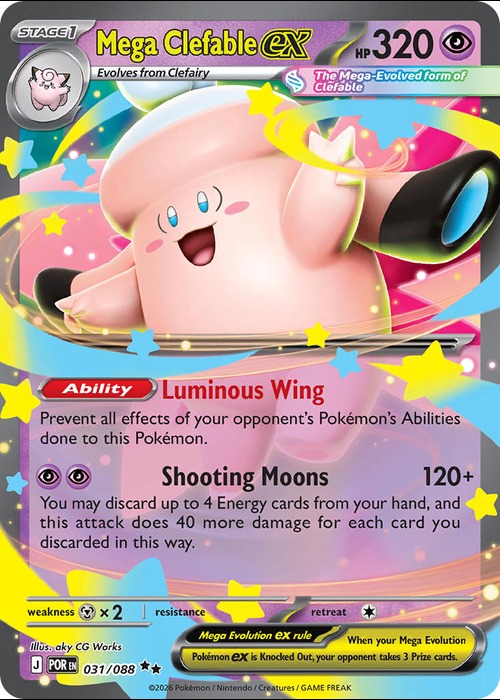 STAGE 1
Mega Clefable ex
HP 320
Evolves from Clefairy
The Mega-Evolved form of
Clefable
Ability Luminous Wing
Prevent all effects of your opponent's Pokémon's Abilities
done to this Pokémon.
Shooting Moons 120+
You may discard up to 4 Energy cards from your hand, and
this attack does 40 more damage for each card you
discarded in this way.
weakness ×2 resistance retreat
Mega Evolution ex rule
When your Mega Evolution
Pokémon ex is Knocked Out, your opponent takes 3 Prize cards.
Illus. aky CG Works
J POR EN 031/088
©2026 Pokémon / Nintendo / Creatures / GAME FREAK